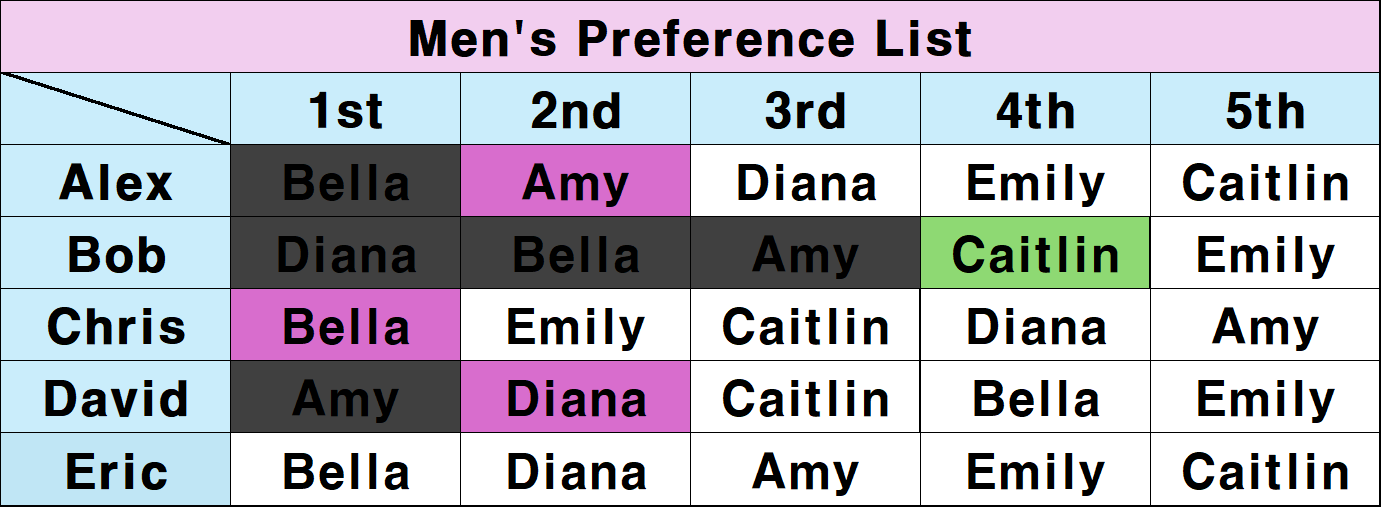 Men's Preference List
1st 2nd 3rd 4th 5th
Alex Bella Amy Diana Emily Caitlin
Bob Diana Bella Amy Caitlin Emily
Chris Bella Emily Caitlin Diana Amy
David Amy Diana Caitlin Bella Emily
Eric Bella Diana Amy Emily Caitlin